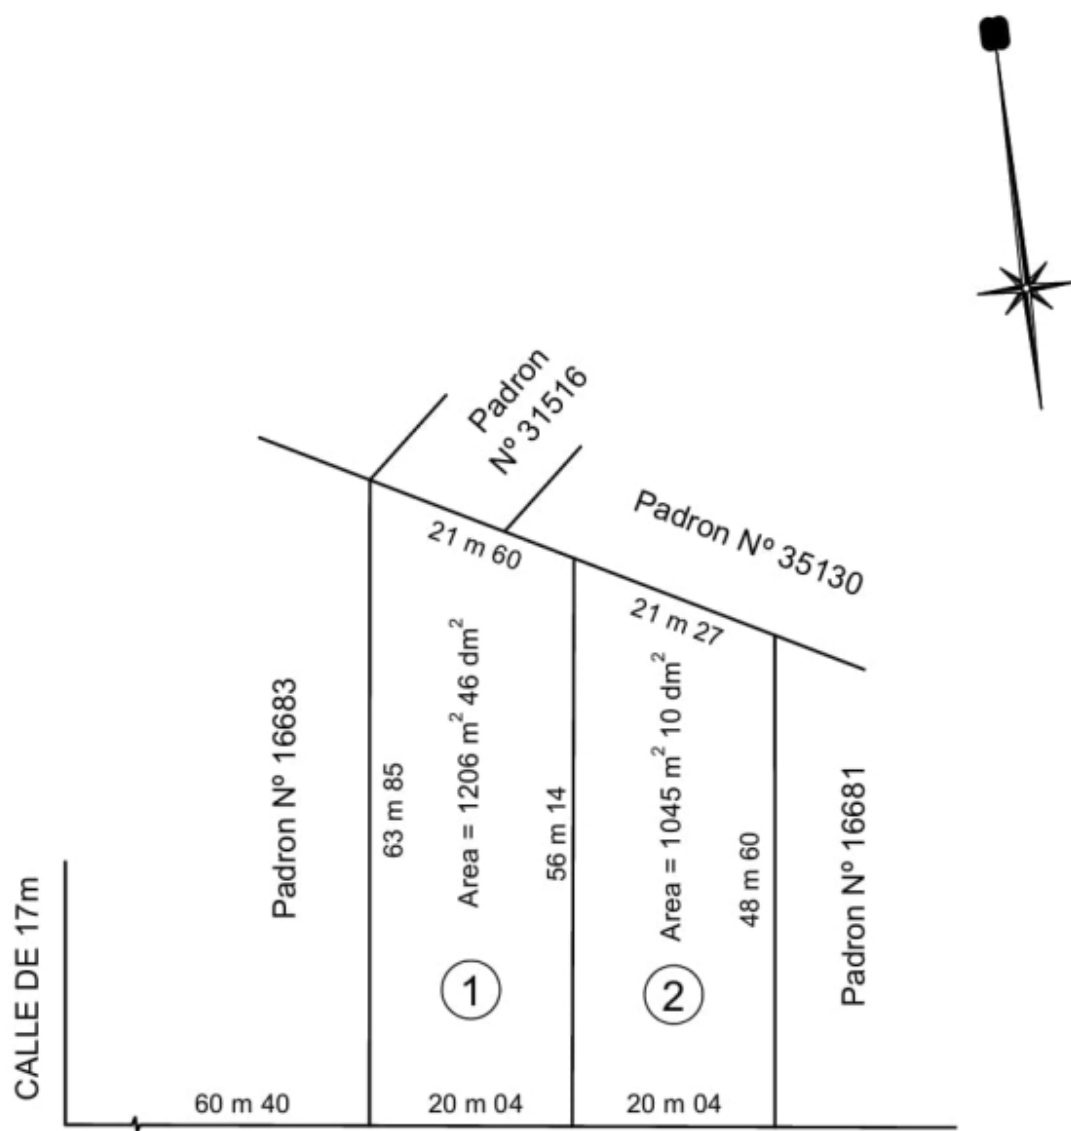 Padron
Nº 31516
Padron Nº 35130
21 m 60
21 m 27
Padron Nº 16683
63 m 85
Area = 1206 m² 46 dm²
56 m 14
Area = 1045 m² 10 dm²
48 m 60
Padron Nº 16681
CALLE DE 17m
1
2
60 m 40
20 m 04
20 m 04